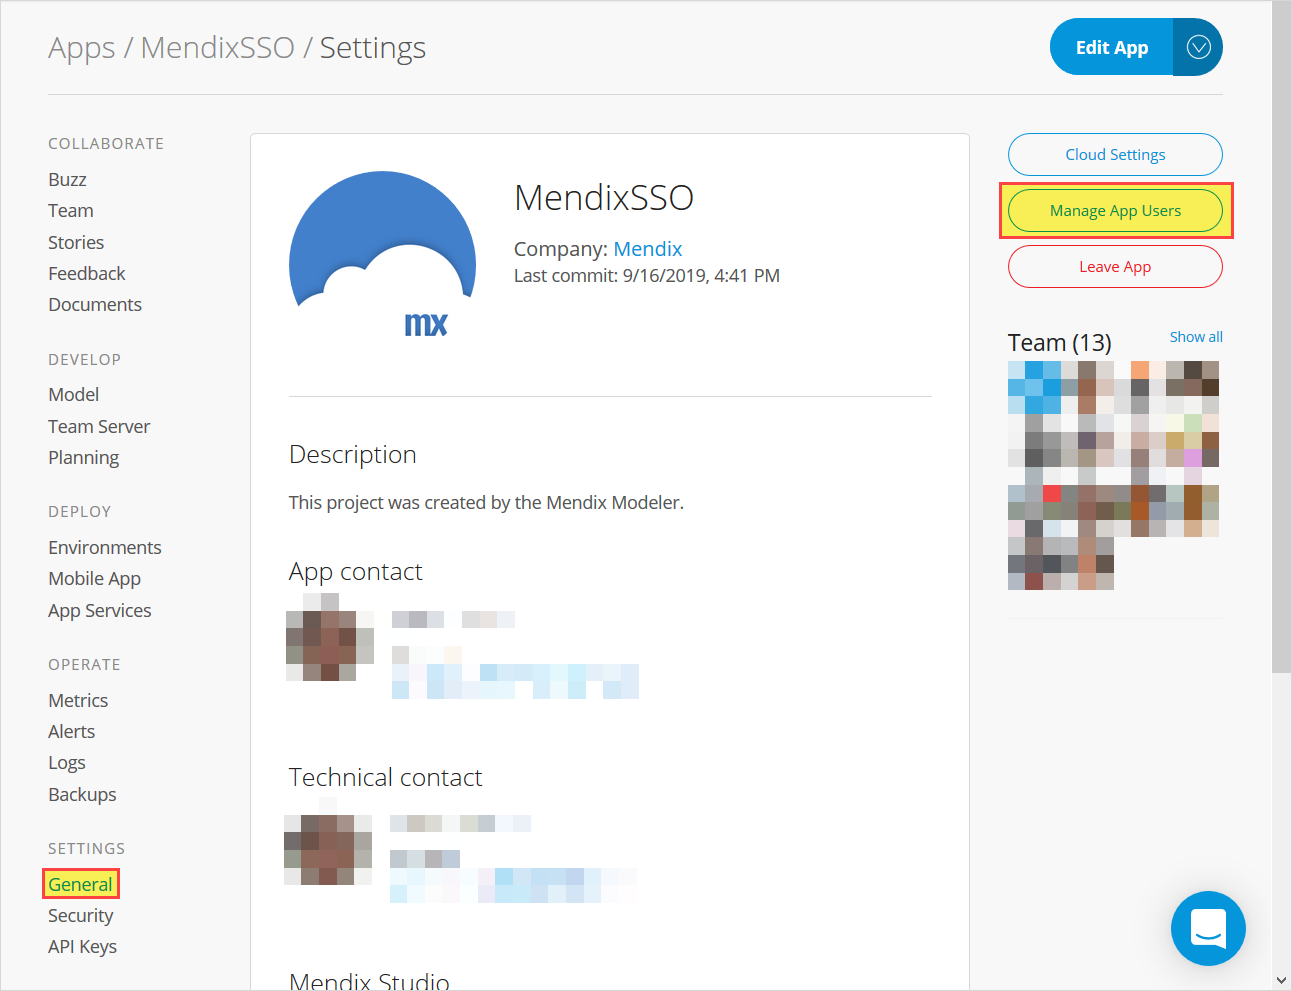 Apps / MendixSSO / Settings
Edit App
COLLABORATE
Buzz
Team
Stories
Feedback
Documents
DEVELOP
Model
Team Server
Planning
DEPLOY
Environments
Mobile App
App Services
OPERATE
Metrics
Alerts
Logs
Backups
SETTINGS
General
Security
API Keys
mx
MendixSSO
Company: Mendix
Last commit: 9/16/2019, 4:41 PM
Description
This project was created by the Mendix Modeler.
App contact
Technical contact
Mendix Studio
Cloud Settings
Manage App Users
Leave App
Team (13)
Show all